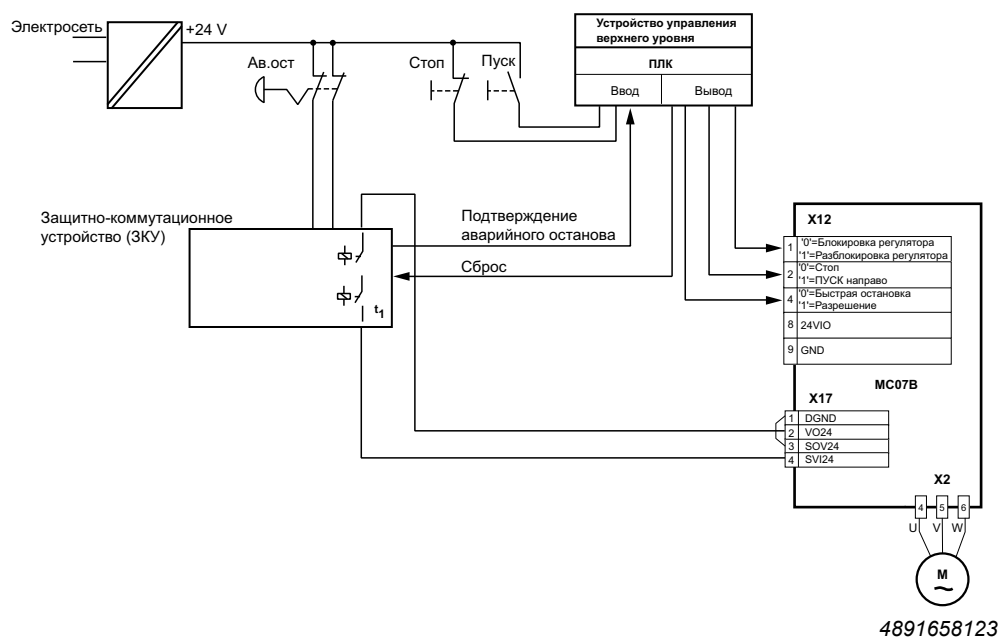 Электросеть
+24 V
Ав.ост
Стоп
Пуск
Устройство управления
верхнего уровня
ПЛК
Ввод
Вывод
Защитно-коммутационное
устройство (ЗКУ)
Подтверждение
аварийного останова
Сброс
t1
X12
1 '0'=Блокировка регулятора
'1'=Разблокировка регулятора
2 '0'=Стоп
'1'=ПУСК направо
4 '0'=Быстрая остановка
'1'=Разрешение
8 24VIO
9 GND
MC07B
X17
1 DGND
2 VO24
3 SOV24
4 SVI24
X2
4 5 6
U V W
M
4891658123